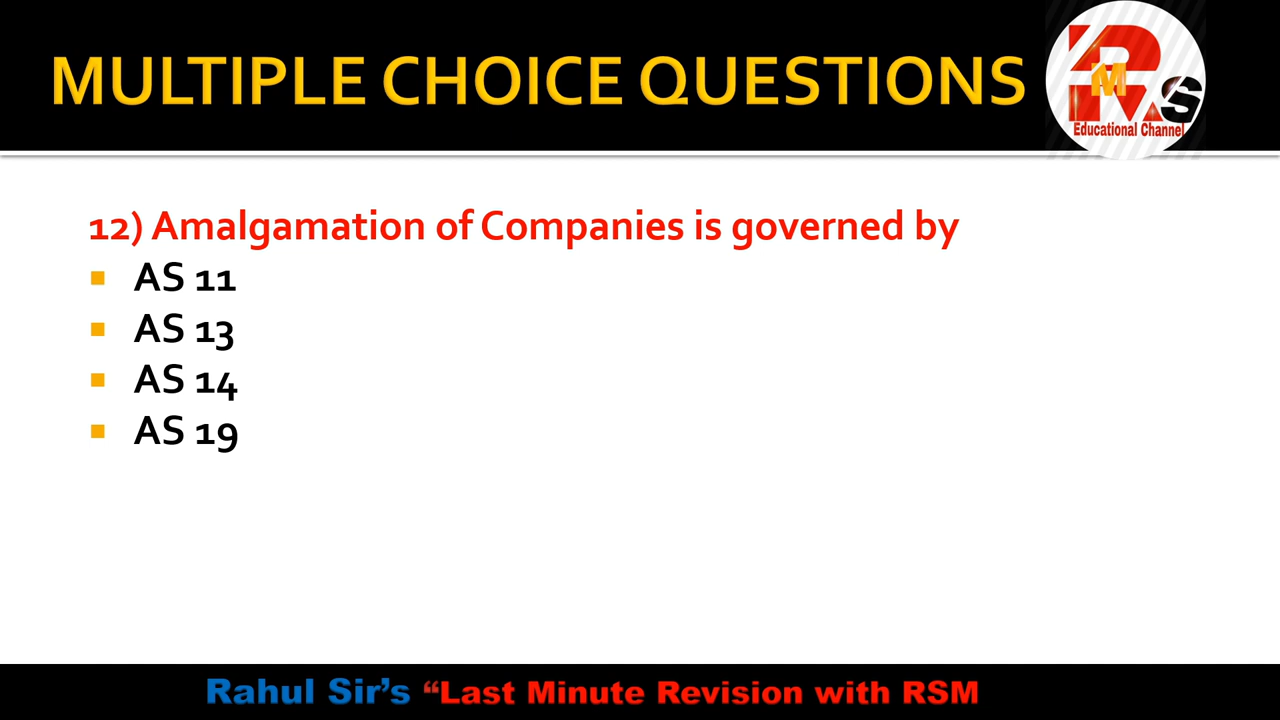 MULTIPLE CHOICE QUESTIONS
RMS
Educational Channel
12) Amalgamation of Companies is governed by
▪ AS 11
▪ AS 13
▪ AS 14
▪ AS 19
Rahul Sir's “Last Minute Revision with RSM